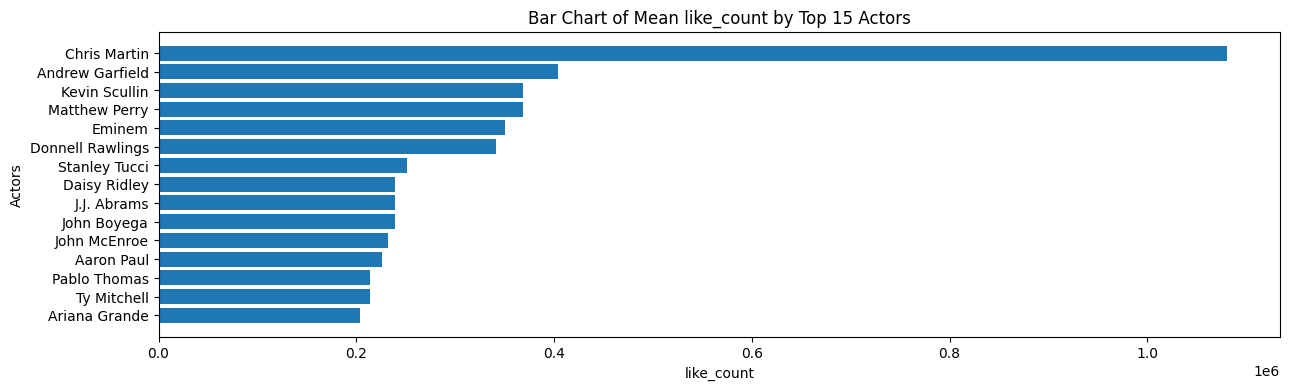 Bar Chart of Mean like_count by Top 15 Actors
Actors
Chris Martin
Andrew Garfield
Kevin Scullin
Matthew Perry
Eminem
Donnell Rawlings
Stanley Tucci
Daisy Ridley
J.J. Abrams
John Boyega
John McEnroe
Aaron Paul
Pablo Thomas
Ty Mitchell
Ariana Grande
0.0 0.2 0.4 0.6 0.8 1.0
1e6
like_count